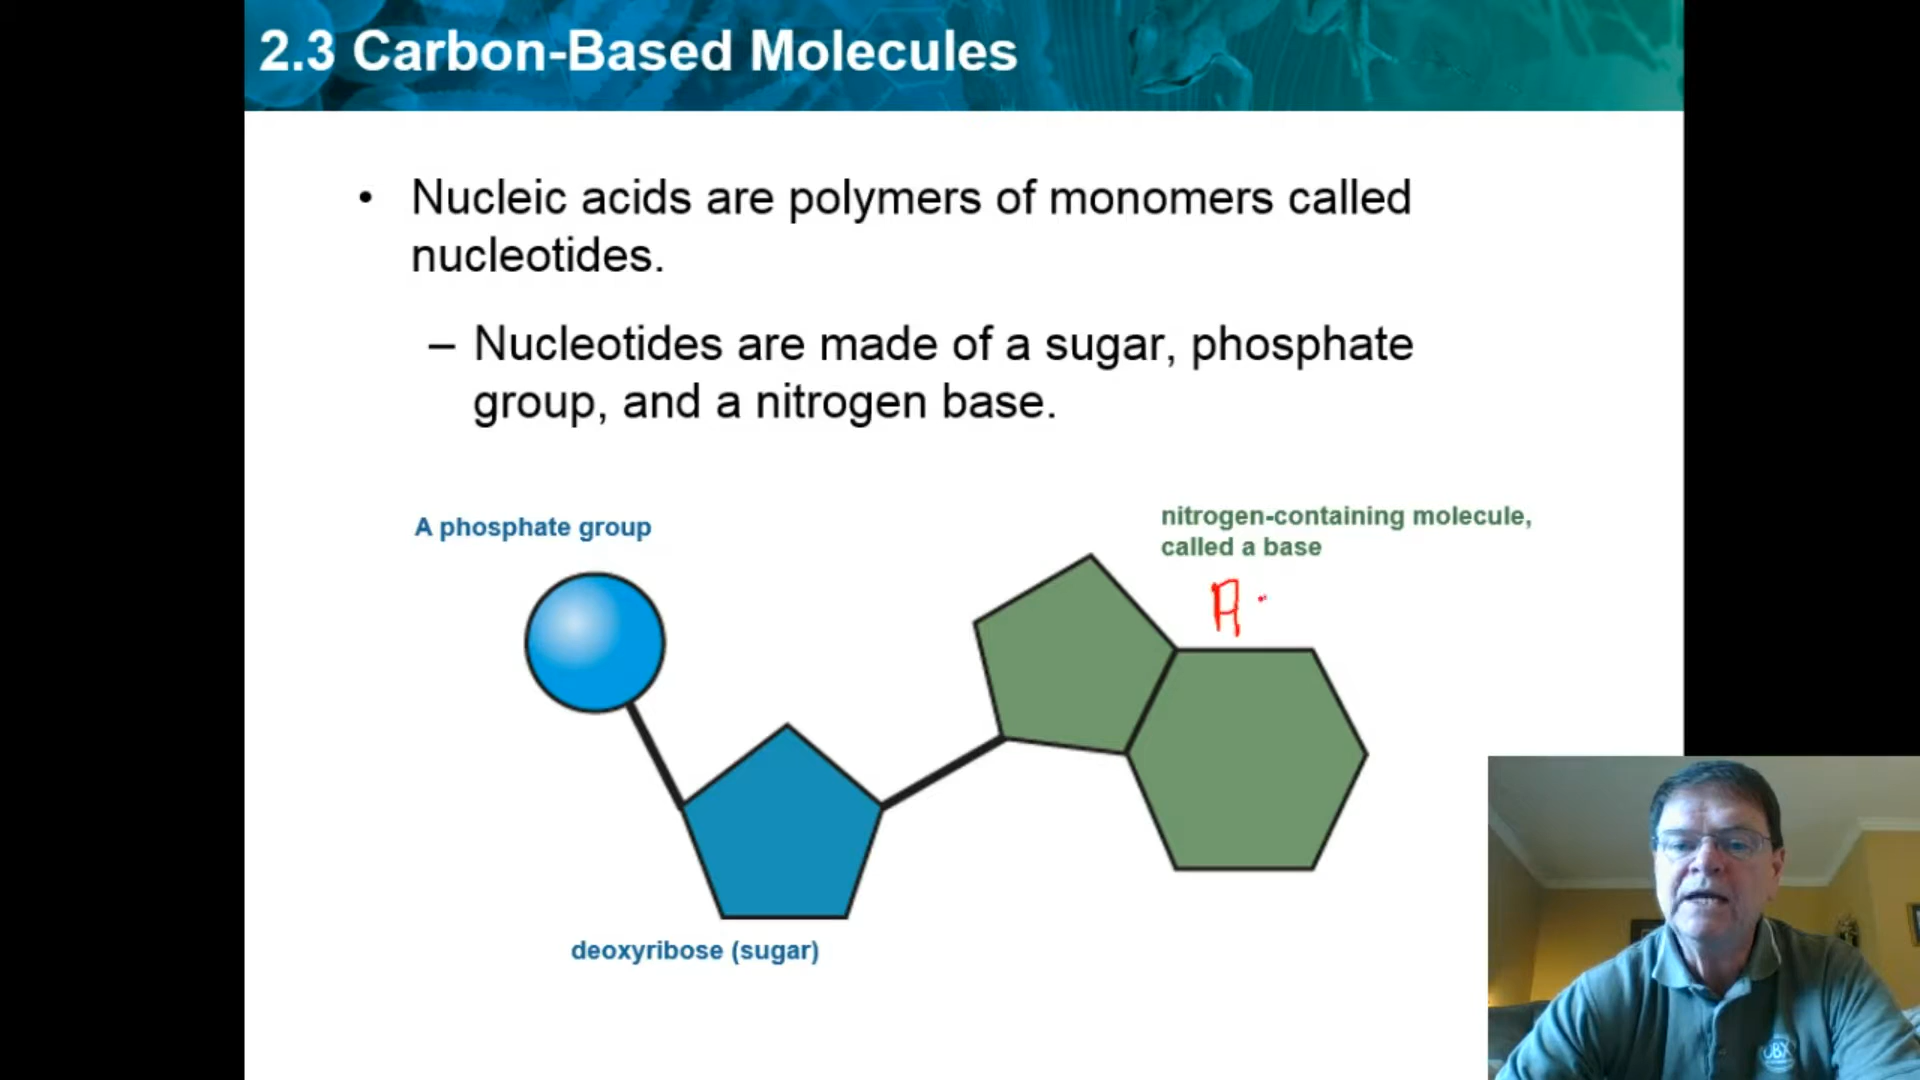 2.3 Carbon-Based Molecules
• Nucleic acids are polymers of monomers called
nucleotides.
– Nucleotides are made of a sugar, phosphate
group, and a nitrogen base.
A phosphate group
nitrogen-containing molecule,
called a base
A
deoxyribose (sugar)